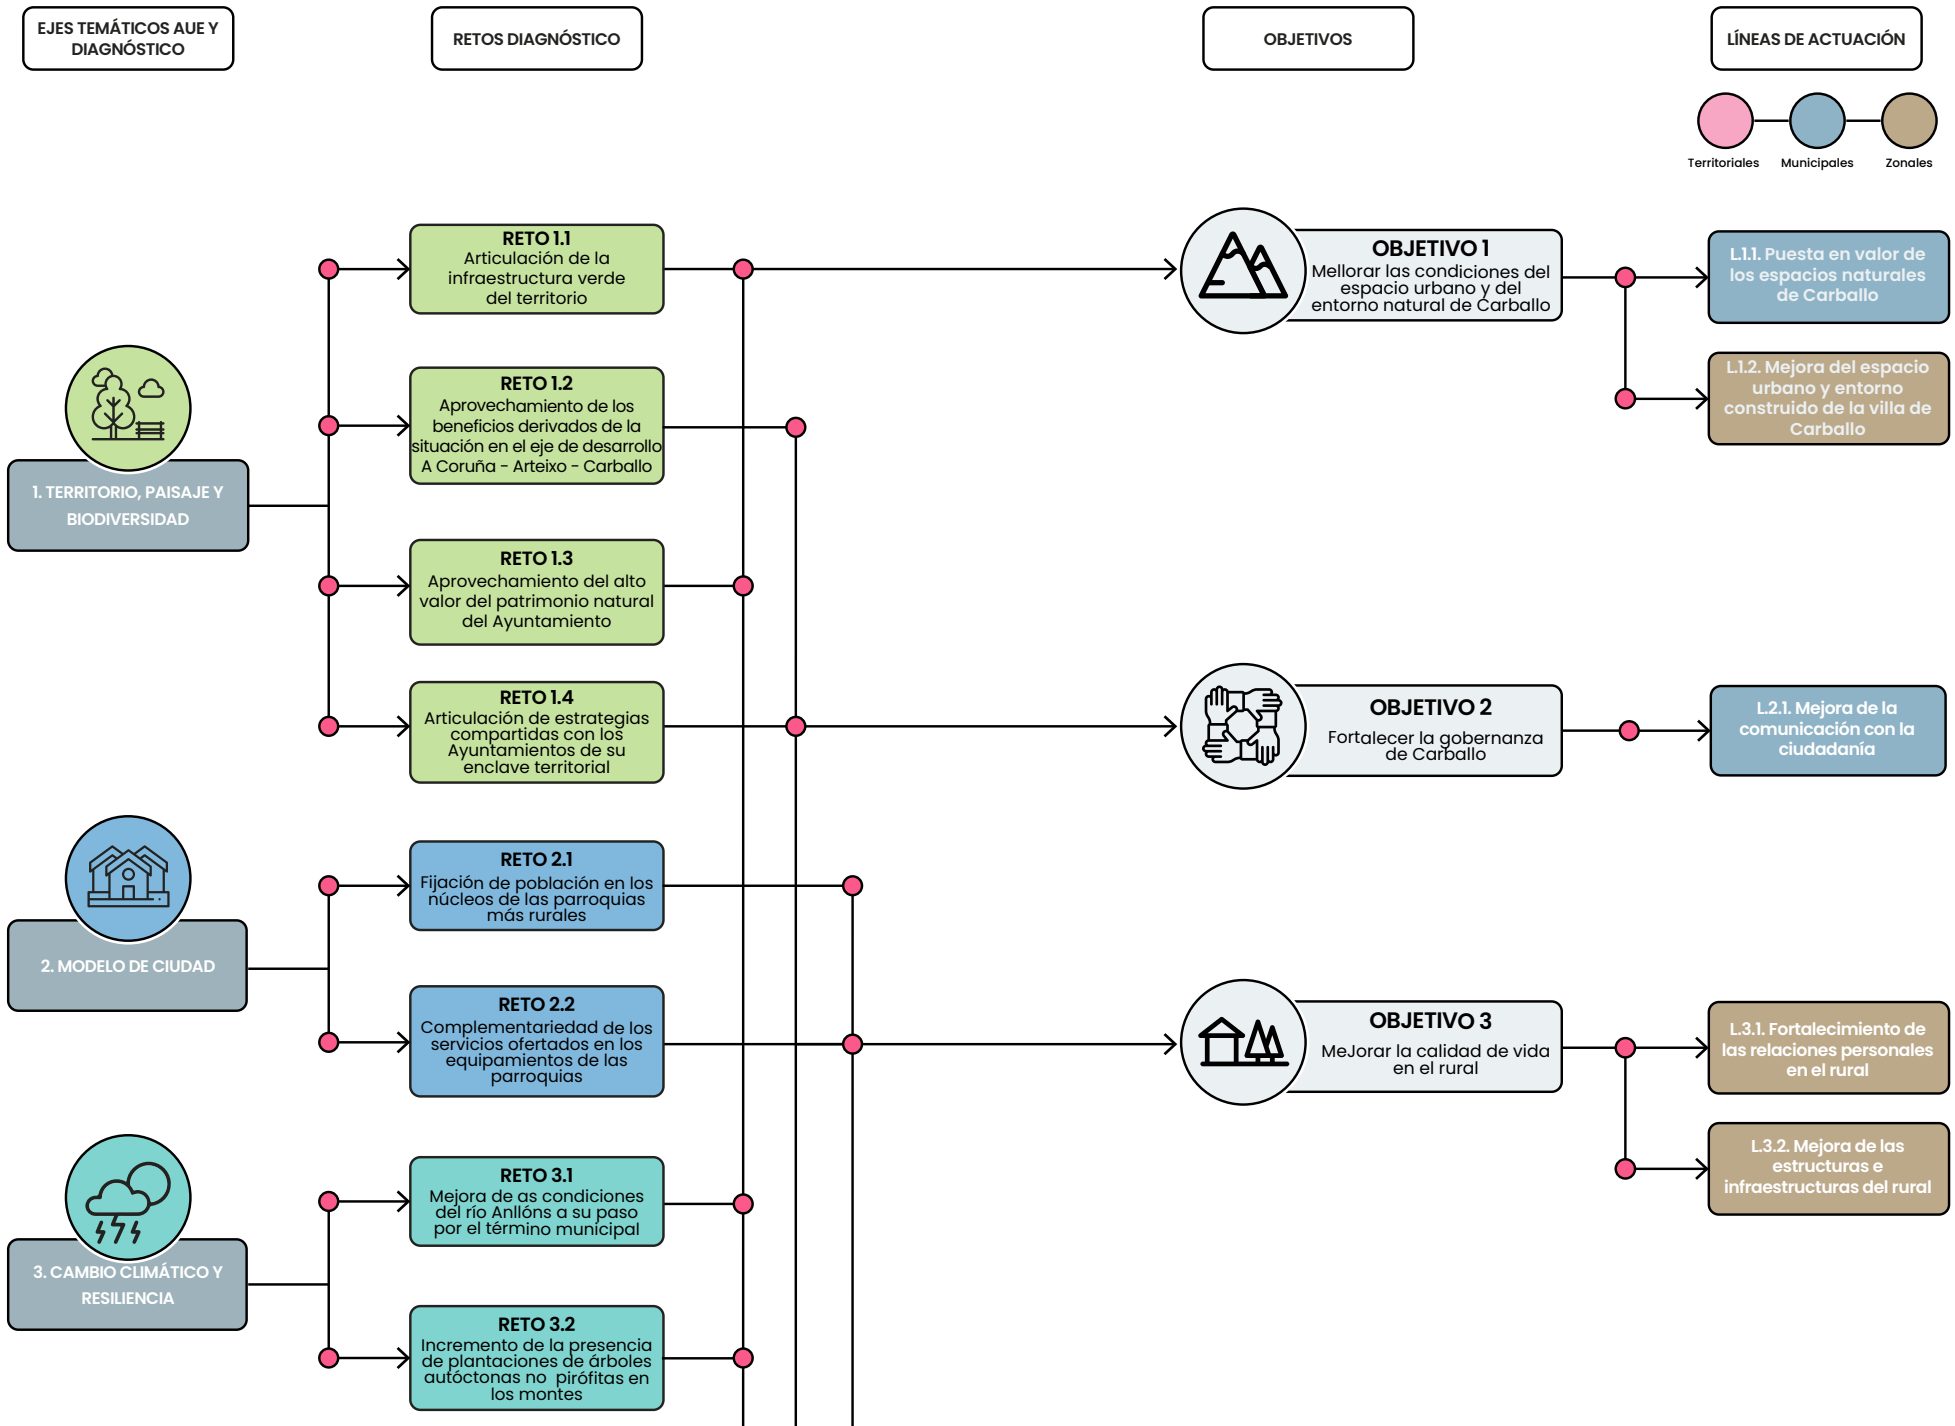 EJES TEMÁTICOS AUE Y
DIAGNÓSTICO
RETOS DIAGNÓSTICO
OBJETIVOS
LÍNEAS DE ACTUACIÓN
Territoriales
Municipales
Zonales
1. TERRITORIO, PAISAJE Y
BIODIVERSIDAD
RETO 1.1
Articulación de la
infraestructura verde
del territorio
RETO 1.2
Aprovechamiento de los
beneficios derivados de la
situación en el eje de desarrollo
A Coruña - Arteixo - Carballo
RETO 1.3
Aprovechamiento del alto
valor del patrimonio natural
del Ayuntamiento
RETO 1.4
Articulación de estrategias
compartidas con los
Ayuntamientos de su
enclave territorial
OBJETIVO 1
Mellorar las condiciones del
espacio urbano y del
entorno natural de Carballo
L.1.1. Puesta en valor de
los espacios naturales
de Carballo
L.1.2. Mejora del espacio
urbano y entorno
construido de la villa de
Carballo
OBJETIVO 2
Fortalecer la gobernanza
de Carballo
L.2.1. Mejora de la
comunicación con la
ciudadanía
2. MODELO DE CIUDAD
RETO 2.1
Fijación de población en los
núcleos de las parroquias
más rurales
RETO 2.2
Complementariedad de los
servicios ofertados en los
equipamientos de las
parroquias
OBJETIVO 3
MeJorar la calidad de vida
en el rural
L.3.1. Fortalecimiento de
las relaciones personales
en el rural
L.3.2. Mejora de las
estructuras e
infraestructuras del rural
3. CAMBIO CLIMÁTICO Y
RESILIENCIA
RETO 3.1
Mejora de as condiciones
del río Anllóns a su paso
por el término municipal
RETO 3.2
Incremento de la presencia
de plantaciones de árboles
autóctonas no pirófitas en
los montes